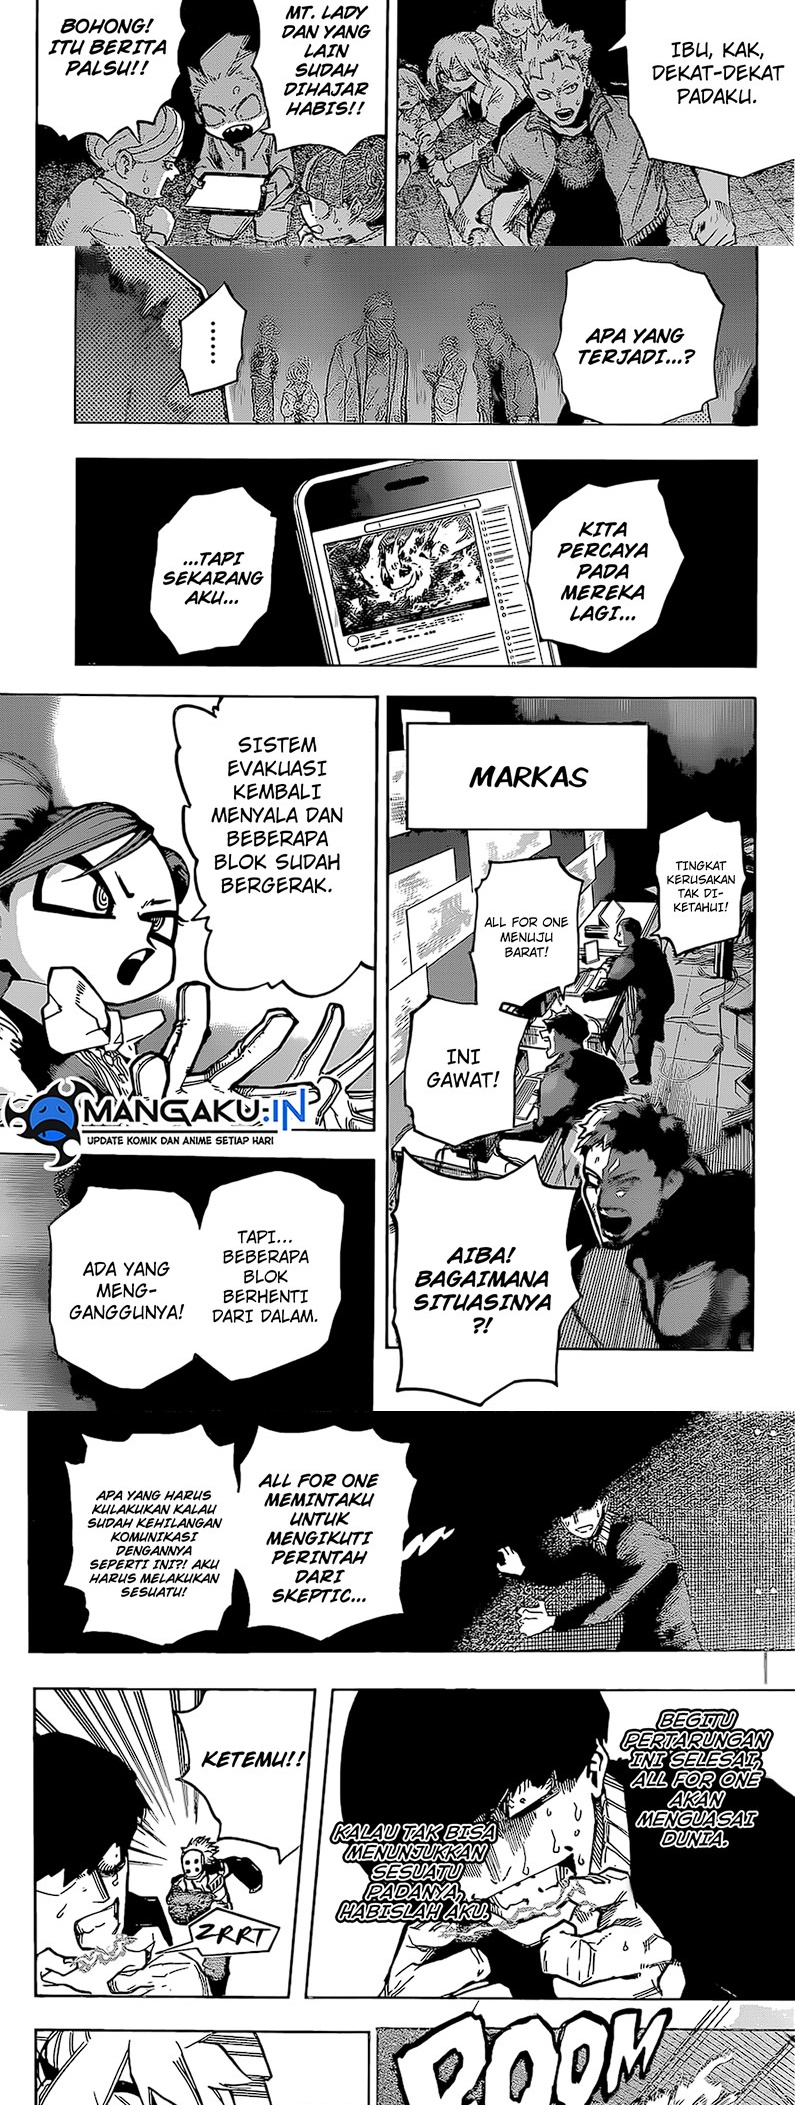 IBU, KAK,
DEKAT-DEKAT
PADAKU.
MT. LADY
DAN YANG
LAIN
SUDAH
DIHAJAR
HABIS!!
BOHONG!
ITU BERITA
PALSU!!
APA YANG
TERJADI...?
......
KITA
PERCAYA
PADA
MEREKA
LAGI...
...TAPI
SEKARANG
AKU...
MARKAS
TINGKAT
KERUSAKAN
TAK DI-
KETAHUI!
ALL FOR ONE
MENUJU
BARAT!
INI
GAWAT!
AIBA!
BAGAIMANA
SITUASINYA
?!
SISTEM
EVAKUASI
KEMBALI
MENYALA DAN
BEBERAPA
BLOK SUDAH
BERGERAK.
MANGAKU.IN
UPDATE KOMIK DAN ANIME SETIAP HARI
TAPI...
BEBERAPA
BLOK
BERHENTI
DARI DALAM.
ADA YANG
MENG-
GANGGUNYA!
ALL FOR ONE
MEMINTAKU
UNTUK
MENGIKUTI
PERINTAH
DARI
SKEPTIC...
APA YANG HARUS
KULAKUKAN KALAU
SUDAH KEHILANGAN
KOMUNIKASI
DENGANNYA
SEPERTI INI?! AKU
HARUS MELAKUKAN
SESUATU!
BEGITU
PERTARUNGAN
INI SELESAI,
ALL FOR ONE
AKAN
MENGUASAI
DUNIA.
KALAU TAK BISA
MENUNJUKKAN
SESUATU
PADANYA,
HABISLAH AKU.
KETEMU!!
ZRRT
POOM